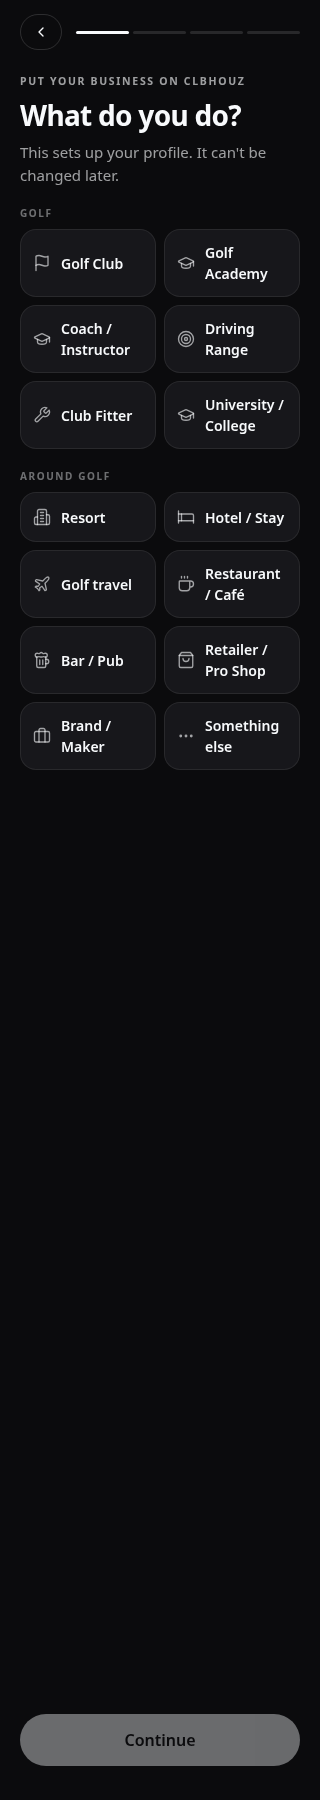 PUT YOUR BUSINESS ON CLBHOUZ
What do you do?
This sets up your profile. It can't be
changed later.
GOLF
Golf Club
Golf
Academy
Coach /
Instructor
Driving
Range
Club Fitter
University /
College
AROUND GOLF
Resort
Hotel / Stay
Golf travel
Restaurant
/ Café
Bar / Pub
Retailer /
Pro Shop
Brand /
Maker
Something
else
Continue